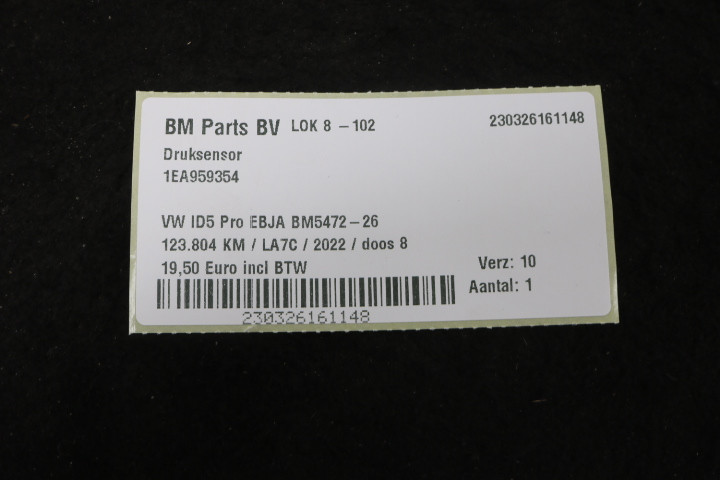 BM Parts BV LOK 8 - 102 230326161148
Druksensor
1EA959354
VW ID5 Pro EBJA BM5472-26
123.804 KM / LA7C / 2022 / doos 8
19,50 Euro incl BTW Verz: 10
Aantal: 1
230326161148